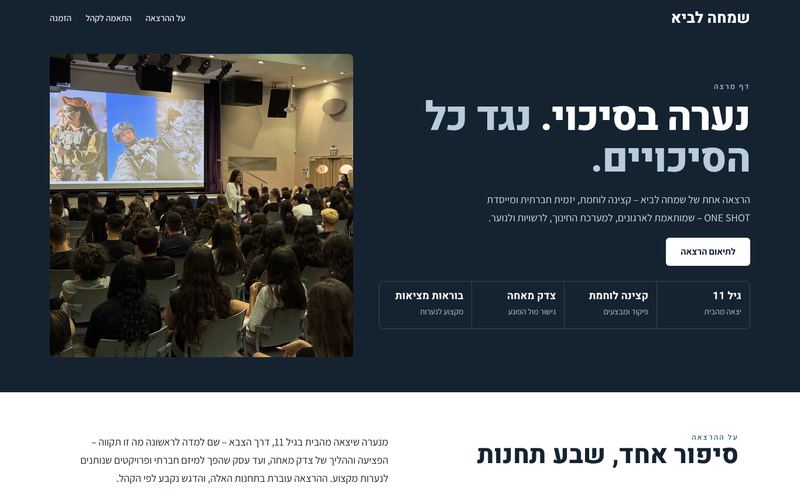 שמחה לביא
על ההרצאה
התאמה לקהל
הזמנה
דף מרצה
נערה בסיכוי. נגד כל
הסיכויים.
הרצאה אחת של שמחה לביא – קצינה לוחמת, יזמית חברתית ומייסדת
ONE SHOT – שמותאמת לארגונים, למערכת החינוך, לרשויות ולנוער.
לתיאום הרצאה
גיל 11
יצאה מהבית
קצינה לוחמת
פיקוד ומבצעים
צדק מאחה
גישור מול הפוגע
בוראות מציאות
מקצוע לנערות
על ההרצאה
סיפור אחד, שבע תחנות
מנערה שיצאה מהבית בגיל 11, דרך הצבא – שם למדה לראשונה מה זו תקווה –
הפציעה וההליך של צדק מאחה, ועד עסק שהפך למיזם חברתי ופרויקטים שנותנים
לנערות מקצוע. ההרצאה עוברת בתחנות האלה, והדגש נקבע לפי הקהל.